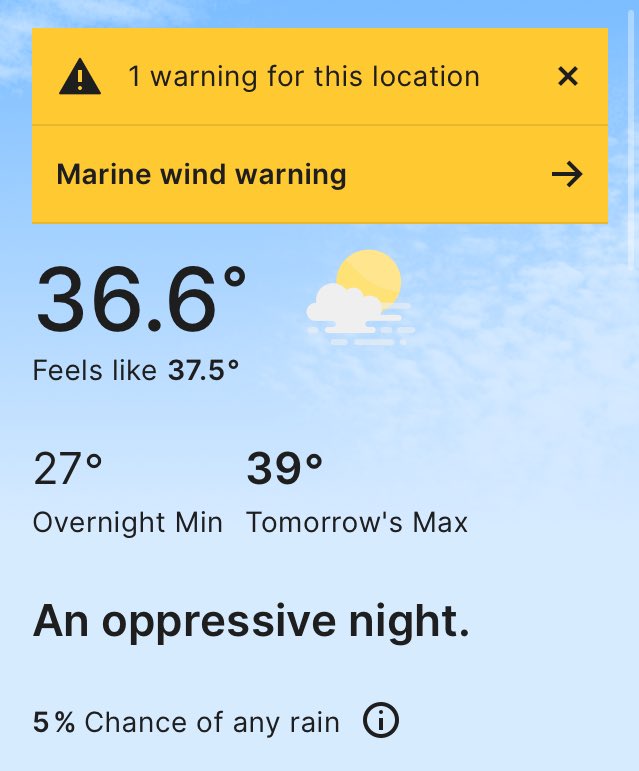 1 warning for this location
Marine wind warning
36.6°
Feels like 37.5°
27° 39°
Overnight Min Tomorrow's Max
An oppressive night.
5% Chance of any rain